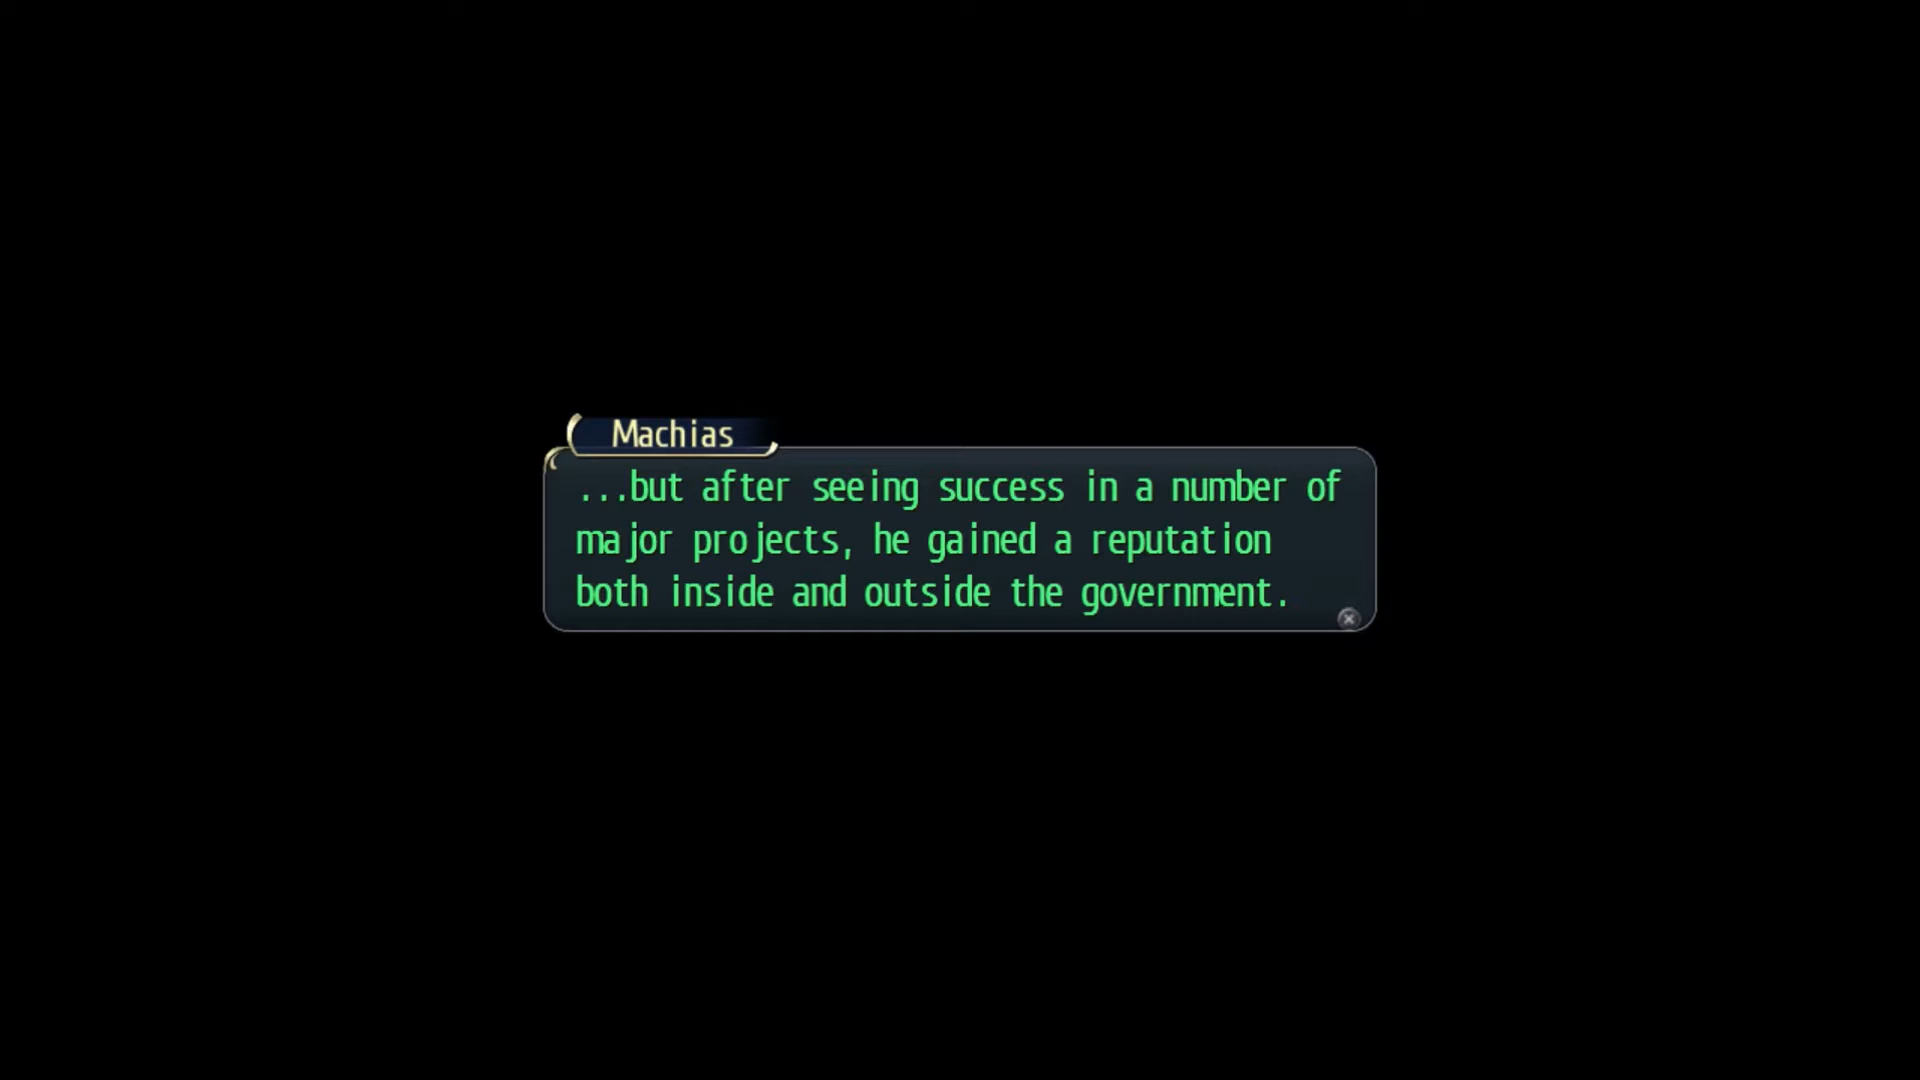 Machias
...but after seeing success in a number of
major projects, he gained a reputation
both inside and outside the government.